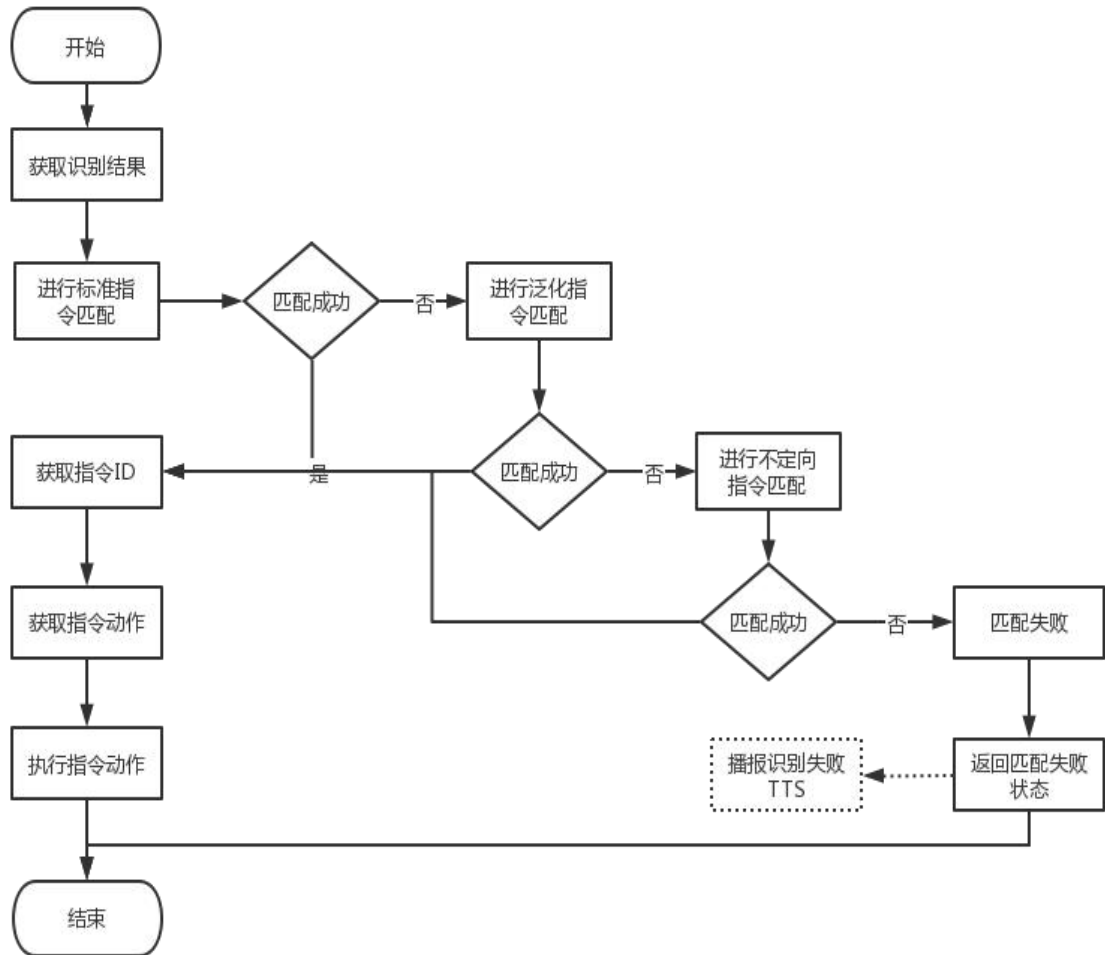 开始
获取识别结果
进行标准指
令匹配
匹配成功
否
进行泛化指
令匹配
获取指令ID
是
匹配成功
否
进行不定向
指令匹配
获取指令动作
匹配成功
否
匹配失败
执行指令动作
播报识别失败
TTS
返回匹配失败
状态
结束